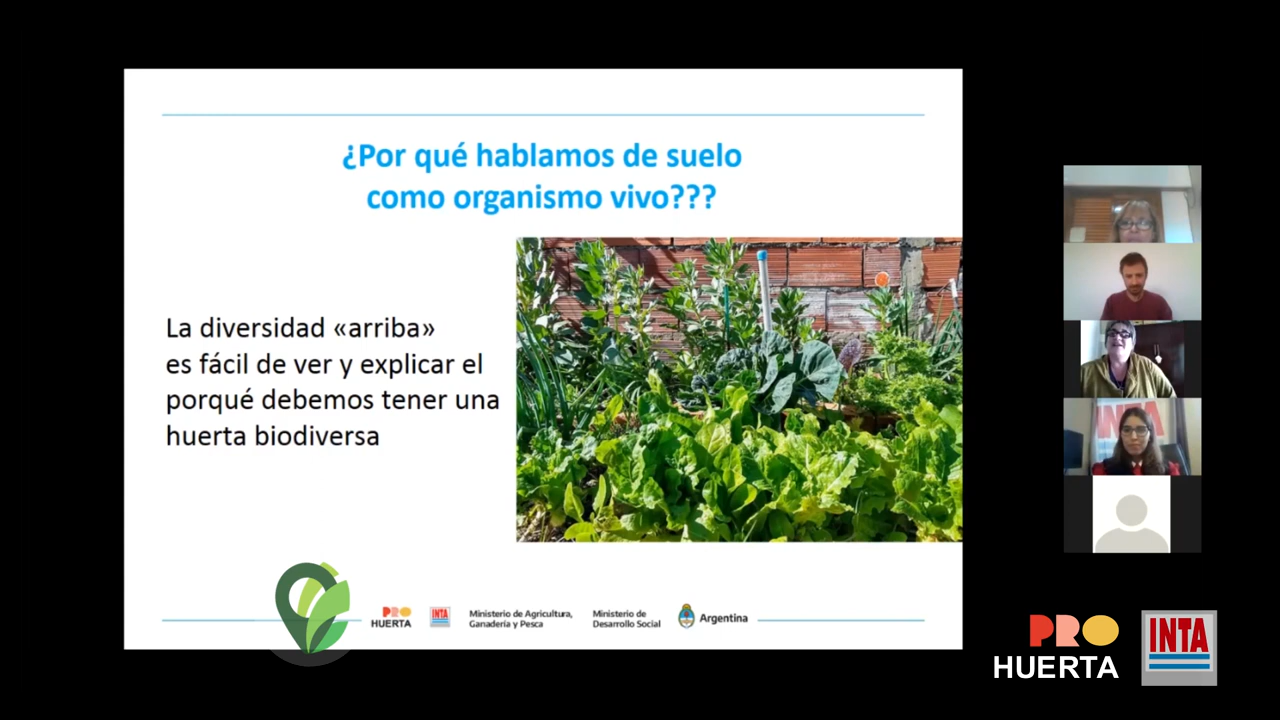 ¿Por qué hablamos de suelo
como organismo vivo???
La diversidad «arriba»
es fácil de ver y explicar el
porqué debemos tener una
huerta biodiversa
PRO
HUERTA
INTA
Ministerio de Agricultura,
Ganadería y Pesca
Ministerio de
Desarrollo Social
Argentina
INTA
PRO
HUERTA
INTA